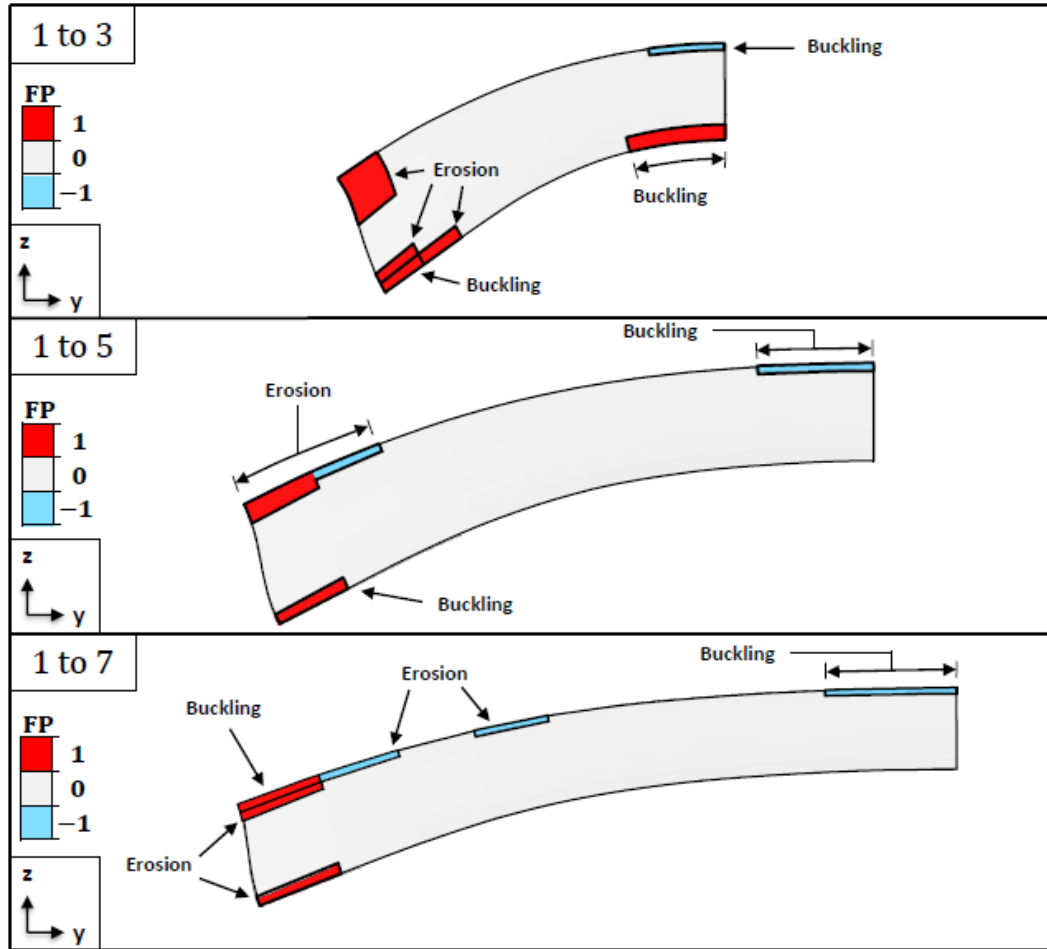 1 to 3
Buckling
FP
1
0
−1
Erosion
Buckling
Buckling
z
y
1 to 5
Buckling
Erosion
FP
1
0
−1
Buckling
z
y
1 to 7
Buckling
Erosion
Buckling
FP
1
0
−1
Erosion
z
y